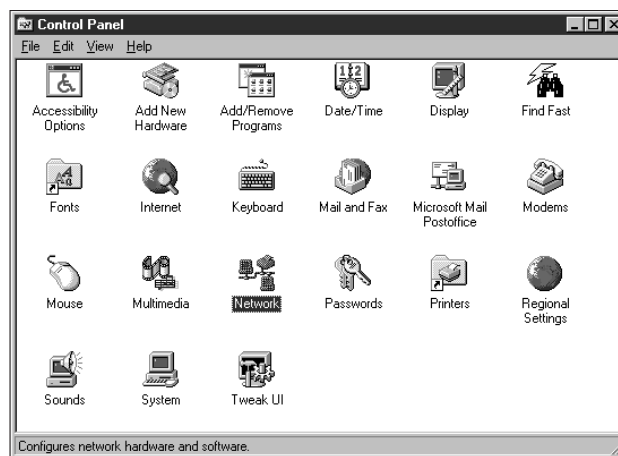 Control Panel
File Edit View Help
Accessibility Options
Add New Hardware
Add/Remove Programs
Date/Time
Display
Find Fast
Fonts
Internet
Keyboard
Mail and Fax
Microsoft Mail Postoffice
Modems
Mouse
Multimedia
Network
Passwords
Printers
Regional Settings
Sounds
System
Tweak UI
Configures network hardware and software.